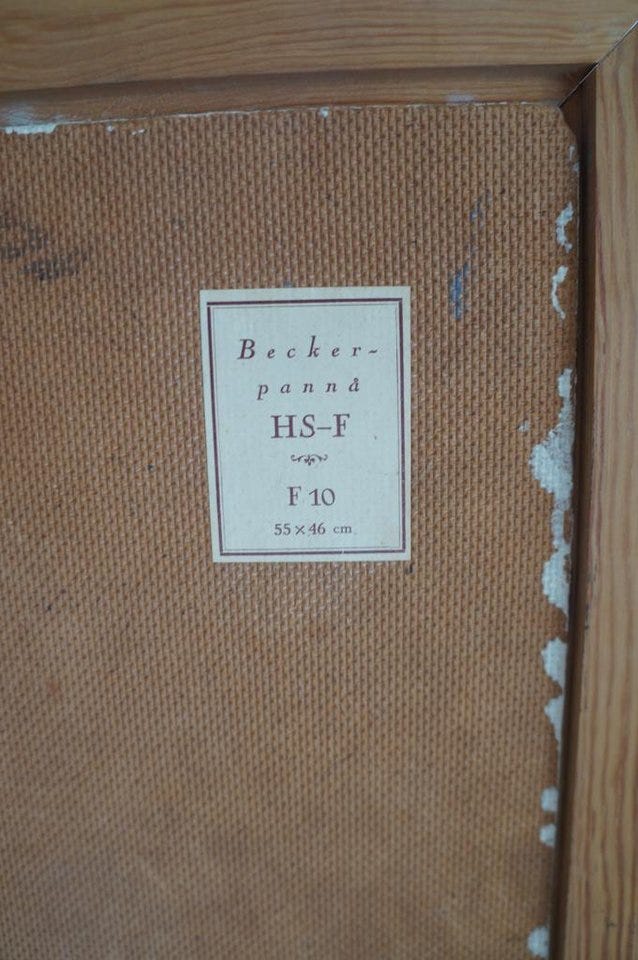 Becker-
pannå
HS–F
F 10
55 × 46 cm